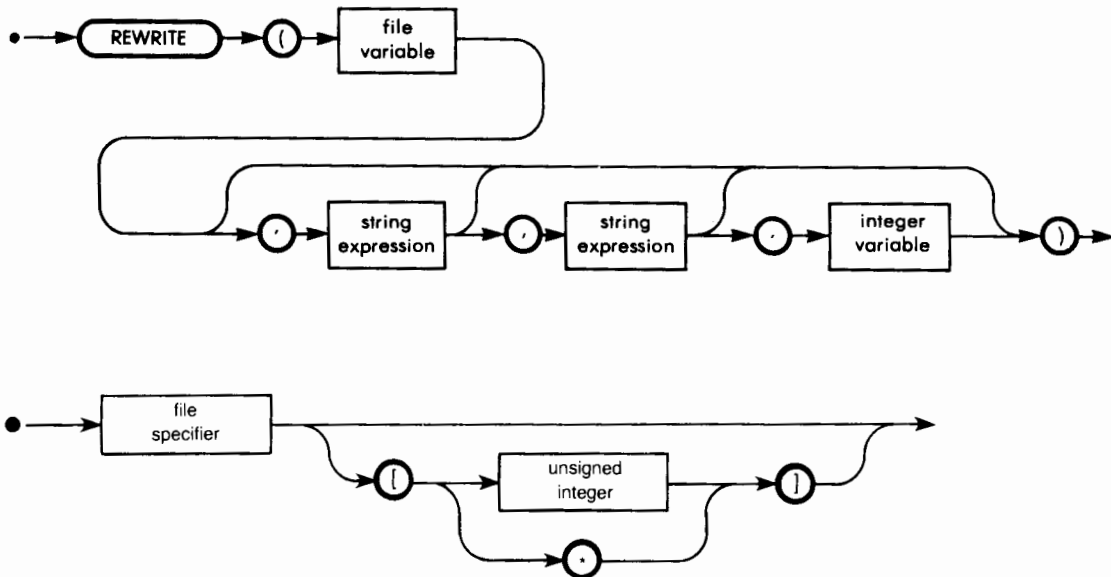 REWRITE ( file
variable
, string
expression , string
expression , integer
variable )
file
specifier
[ unsigned
integer ]
*